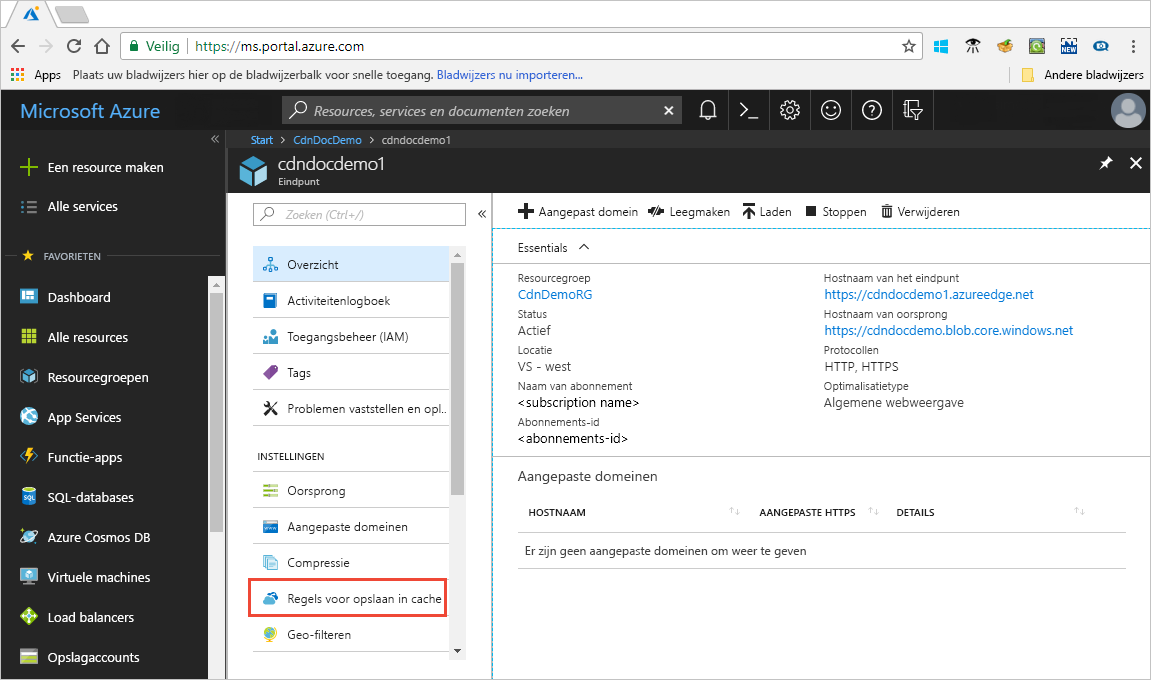 Veilig https://ms.portal.azure.com
Apps Plaats uw bladwijzers hier op de bladwijzerbalk voor snelle toegang. Bladwijzers nu importeren... Andere bladwijzers
Microsoft Azure
Resources, services en documenten zoeken
Een resource maken
Alle services
FAVORIETEN
Dashboard
Alle resources
Resourcegroepen
App Services
Functie-apps
SQL-databases
Azure Cosmos DB
Virtuele machines
Load balancers
Opslagaccounts
Start > CdnDocDemo > cdndocdemo1
cdndocdemo1
Eindpunt
Zoeken (Ctrl+/)
Overzicht
Activiteitenlogboek
Toegangsbeheer (IAM)
Tags
Problemen vaststellen en opl..
INSTELLINGEN
Oorsprong
Aangepaste domeinen
Compressie
Regels voor opslaan in cache
Geo-filteren
Aangepast domein Leegmaken Laden Stoppen Verwijderen
Essentials
Resourcegroep
CdnDemoRG
Status
Actief
Locatie
VS - west
Naam van abonnement
<subscription name>
Abonnements-id
<abonnements-id>
Hostnaam van het eindpunt
https://cdndocdemo1.azureedge.net
Hostnaam van oorsprong
https://cdndocdemo.blob.core.windows.net
Protocollen
HTTP, HTTPS
Optimalisatietype
Algemene webweergave
Aangepaste domeinen
HOSTNAAM AANGEPASTE HTTPS DETAILS
Er zijn geen aangepaste domeinen om weer te geven